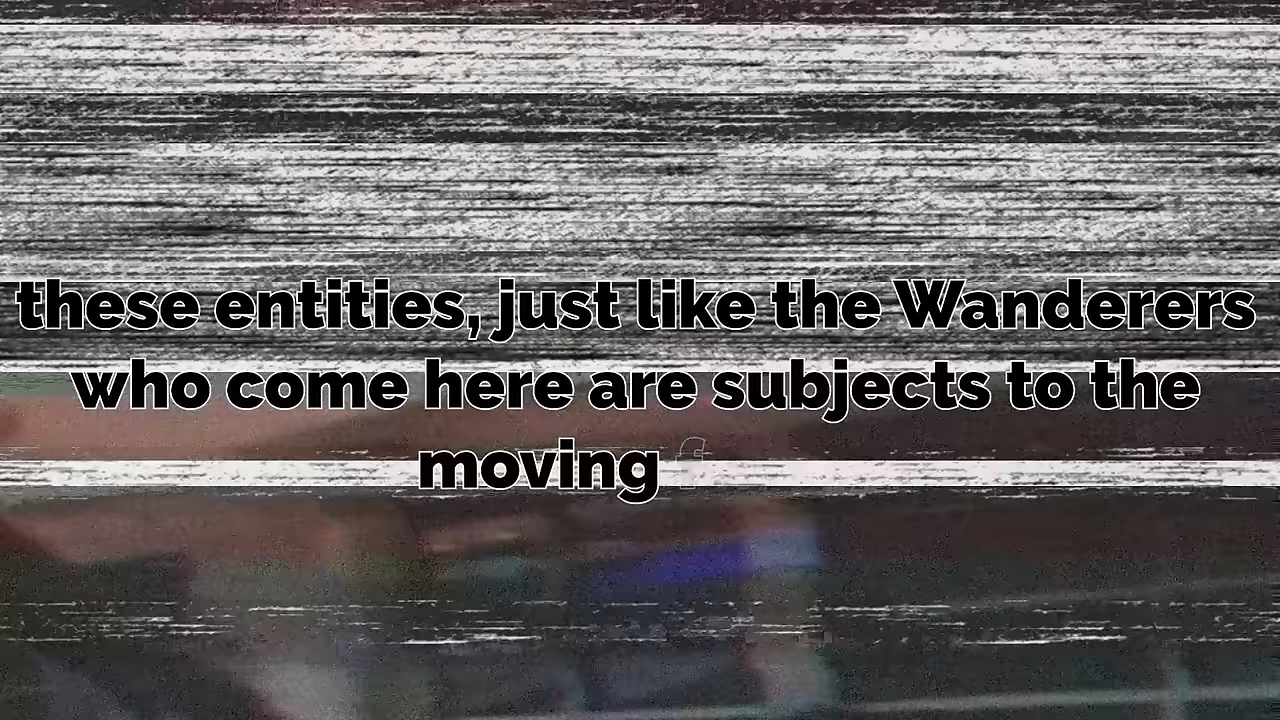 these entities, just like the Wanderers
who come here are subjects to the
moving f